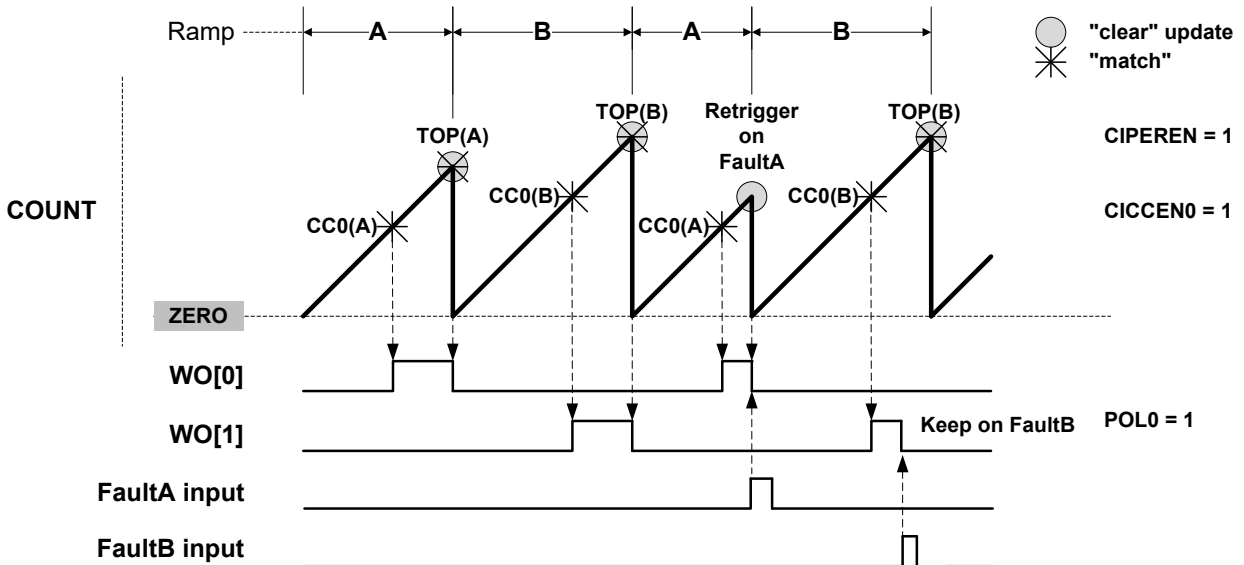 Ramp
A
B
A
B
"clear" update
"match"
TOP(A)
TOP(B)
Retrigger
on
FaultA
TOP(B)
CIPEREN = 1
COUNT
CC0(A)
CC0(B)
CC0(A)
CC0(B)
CICCEN0 = 1
ZERO
WO[0]
WO[1]
Keep on FaultB
POL0 = 1
FaultA input
FaultB input